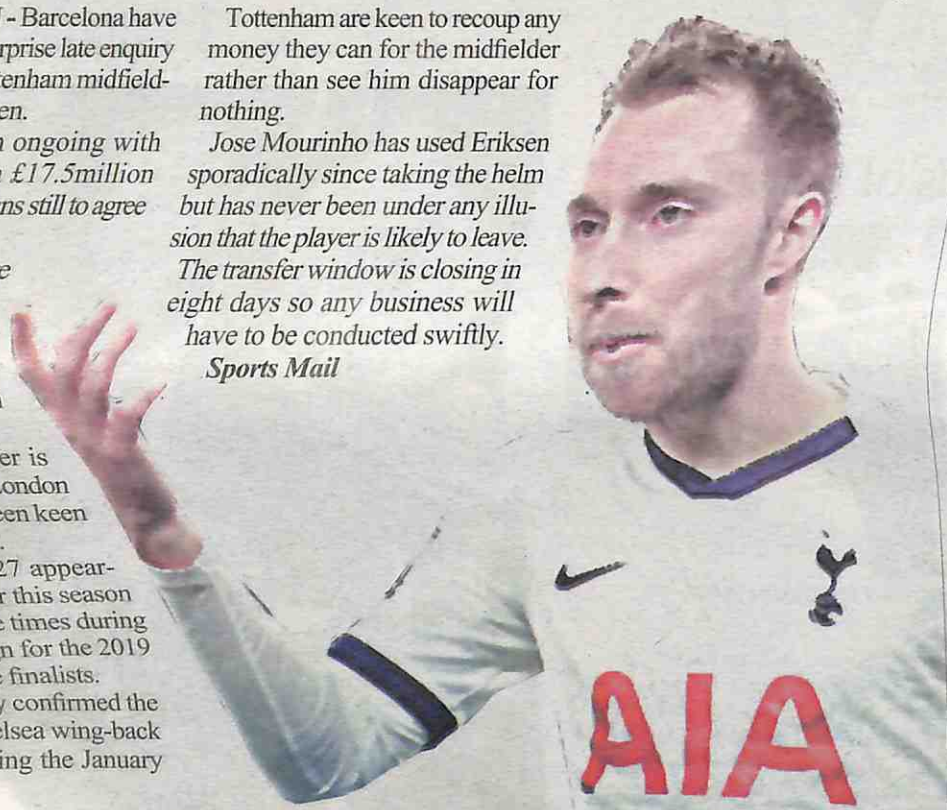 - Barcelona have
rprise late enquiry
tenham midfield-
en.
n ongoing with
£17.5million
ns still to agree
e
er is
ondon
een keen
27 appear-
r this season
e times during
n for the 2019
e finalists.
y confirmed the
elsea wing-back
ing the January
Tottenham are keen to recoup any
money they can for the midfielder
rather than see him disappear for
nothing.
Jose Mourinho has used Eriksen
sporadically since taking the helm
but has never been under any illu-
sion that the player is likely to leave.
The transfer window is closing in
eight days so any business will
have to be conducted swiftly.
Sports Mail
AIA